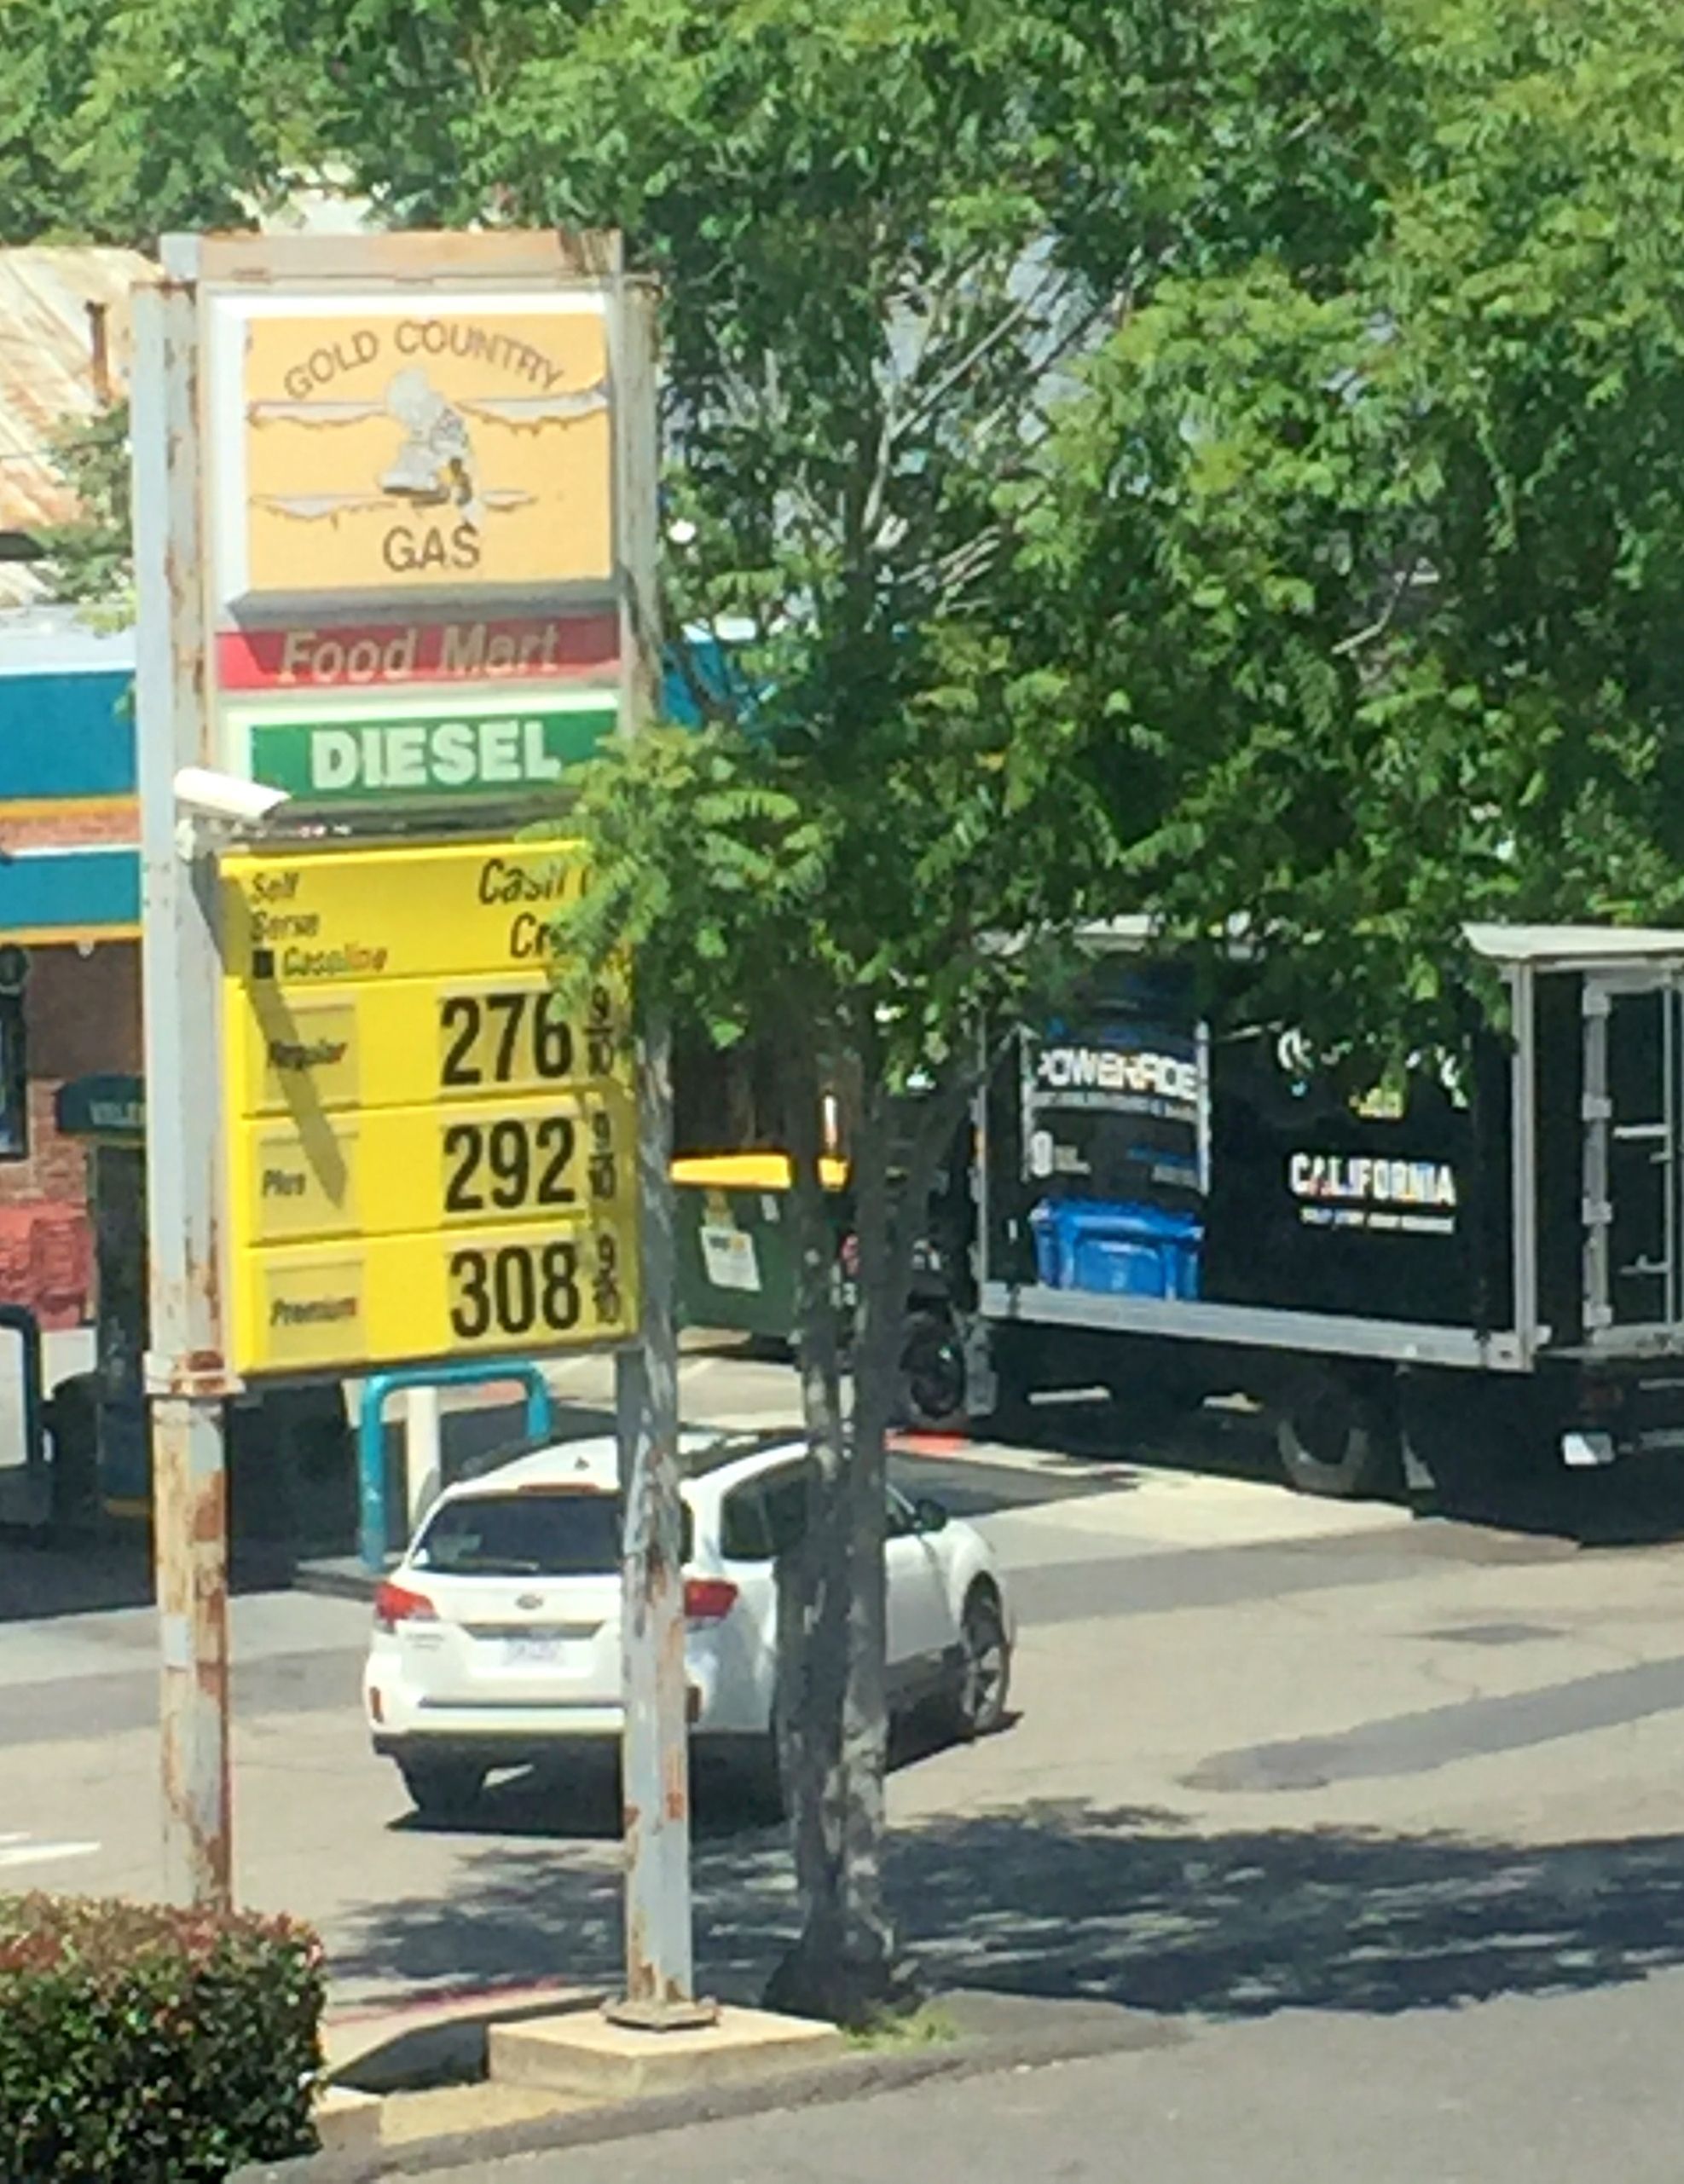 GOLD COUNTRY
GAS
Food Mart
DIESEL
Self
Serve
Gasoline
Cash
Regular 276 9/10
Plus 292 9/10
Premium 308 9/10
POWERADE
CALIFORNIA